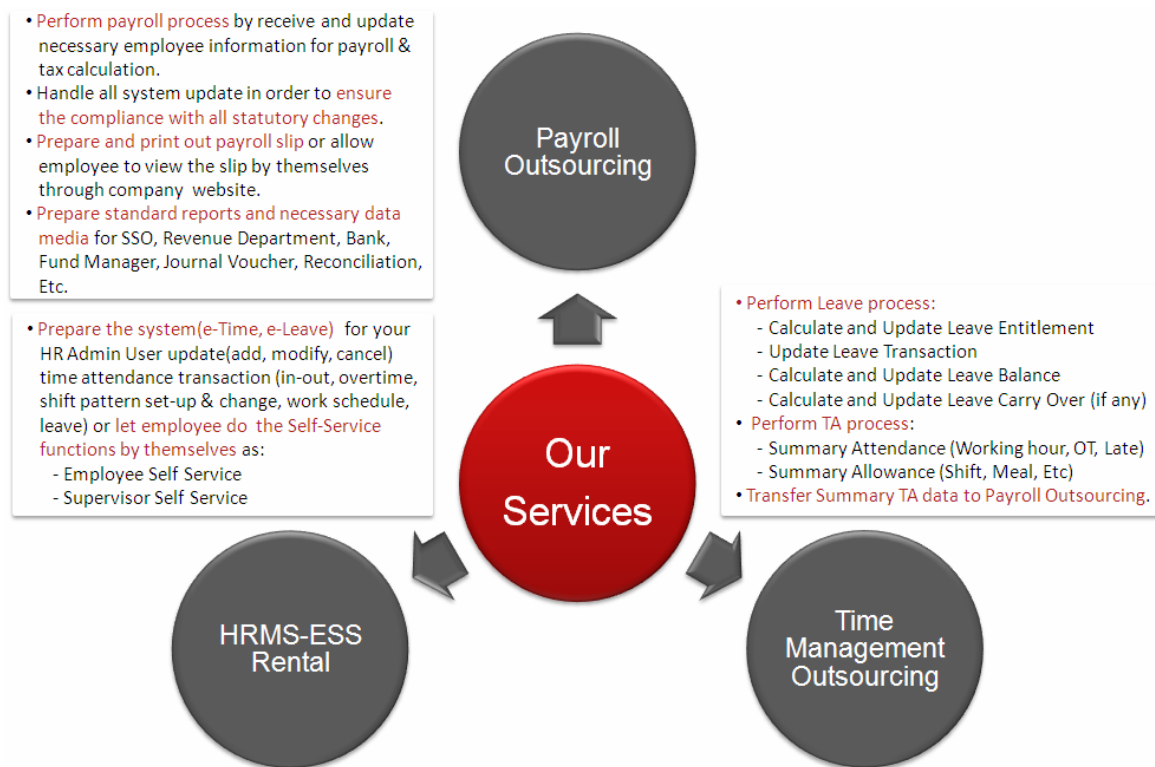 • Perform payroll process by receive and update
necessary employee information for payroll &
tax calculation.
• Handle all system update in order to ensure
the compliance with all statutory changes.
• Prepare and print out payroll slip or allow
employee to view the slip by themselves
through company website.
• Prepare standard reports and necessary data
media for SSO, Revenue Department, Bank,
Fund Manager, Journal Voucher, Reconciliation,
Etc.
Payroll
Outsourcing
• Prepare the system(e-Time, e-Leave) for your
HR Admin User update(add, modify, cancel)
time attendance transaction (in-out, overtime,
shift pattern set-up & change, work schedule,
leave) or let employee do the Self-Service
functions by themselves as:
- Employee Self Service
- Supervisor Self Service
Our
Services
• Perform Leave process:
- Calculate and Update Leave Entitlement
- Update Leave Transaction
- Calculate and Update Leave Balance
- Calculate and Update Leave Carry Over (if any)
• Perform TA process:
- Summary Attendance (Working hour, OT, Late)
- Summary Allowance (Shift, Meal, Etc)
• Transfer Summary TA data to Payroll Outsourcing.
HRMS-ESS
Rental
Time
Management
Outsourcing